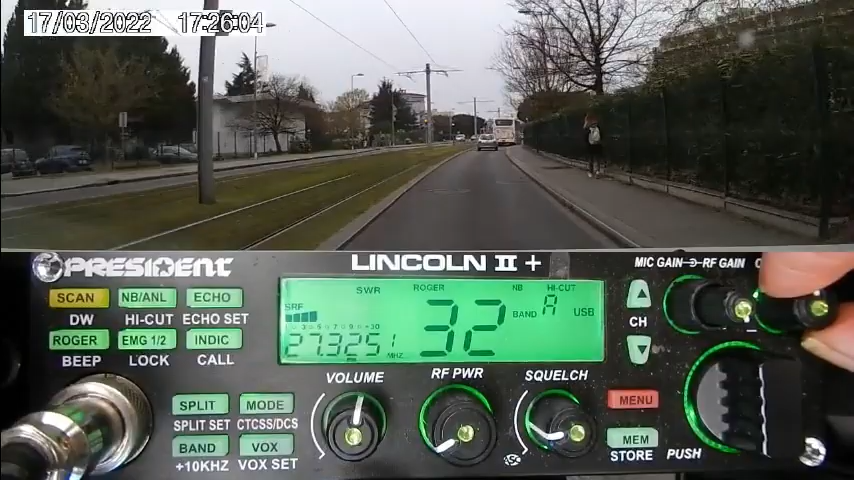 17/03/2022 17:26:04
PRESIDENT LINCOLN II + MIC GAIN RF GAIN
SCAN NB/ANL ECHO
DW HI-CUT ECHO SET
ROGER EMG 1/2 INDIC
BEEP LOCK CALL
SWR ROGER NB HI-CUT
SRF
32 BAND A USB
27.3251 MHZ
CH
VOLUME RF PWR SQUELCH
SPLIT MODE
SPLIT SET CTCSS/DCS
BAND VOX
+10KHZ VOX SET
ASC
MENU
MEM
STORE PUSH